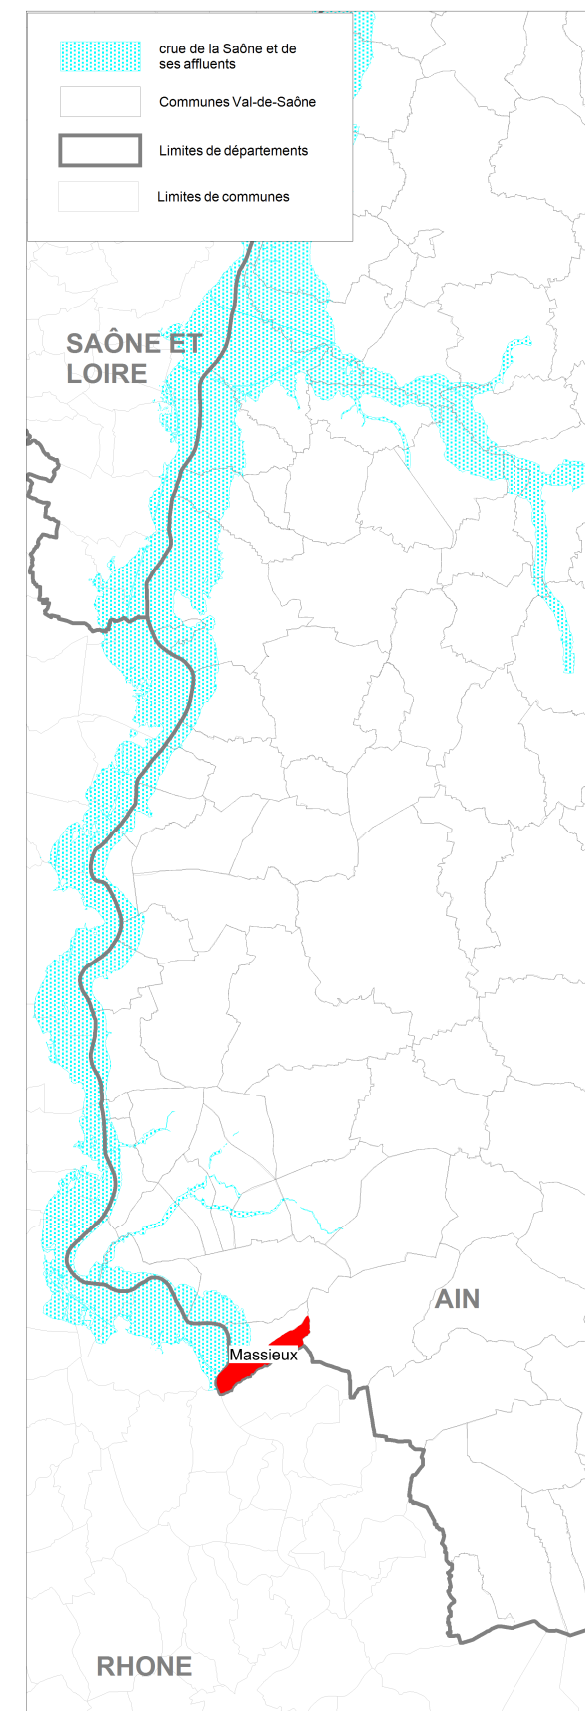 crue de la Saône et de
ses affluents
Communes Val-de-Saône
Limites de départements
Limites de communes
SAÔNE ET
LOIRE
AIN
Massieux
RHONE